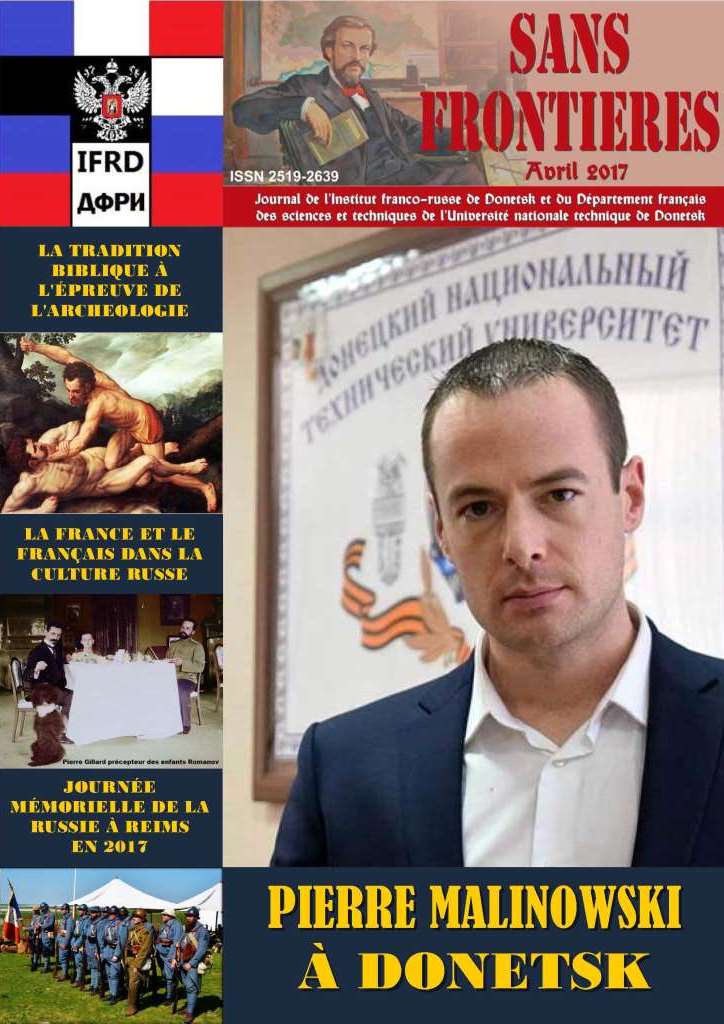 IFRD
ДФРИ
SANS
FRONTIERES
Avril 2017
ISSN 2519-2639
Journal de l'Institut franco-russe de Donetsk et du Département français
des sciences et techniques de l'Université nationale technique de Donetsk
LA TRADITION
BIBLIQUE À
L'ÉPREUVE DE
L'ARCHEOLOGIE
LA FRANCE ET LE
FRANÇAIS DANS LA
CULTURE RUSSE
Pierre Gillard précepteur des enfants Romanov
JOURNÉE
MÉMORIELLE DE LA
RUSSIE À REIMS
EN 2017
ДОНЕЦКИЙ НАЦИОНАЛЬНЫЙ
ТЕХНИЧЕСКИЙ УНИВЕРСИТЕТ
PIERRE MALINOWSKI
À DONETSK